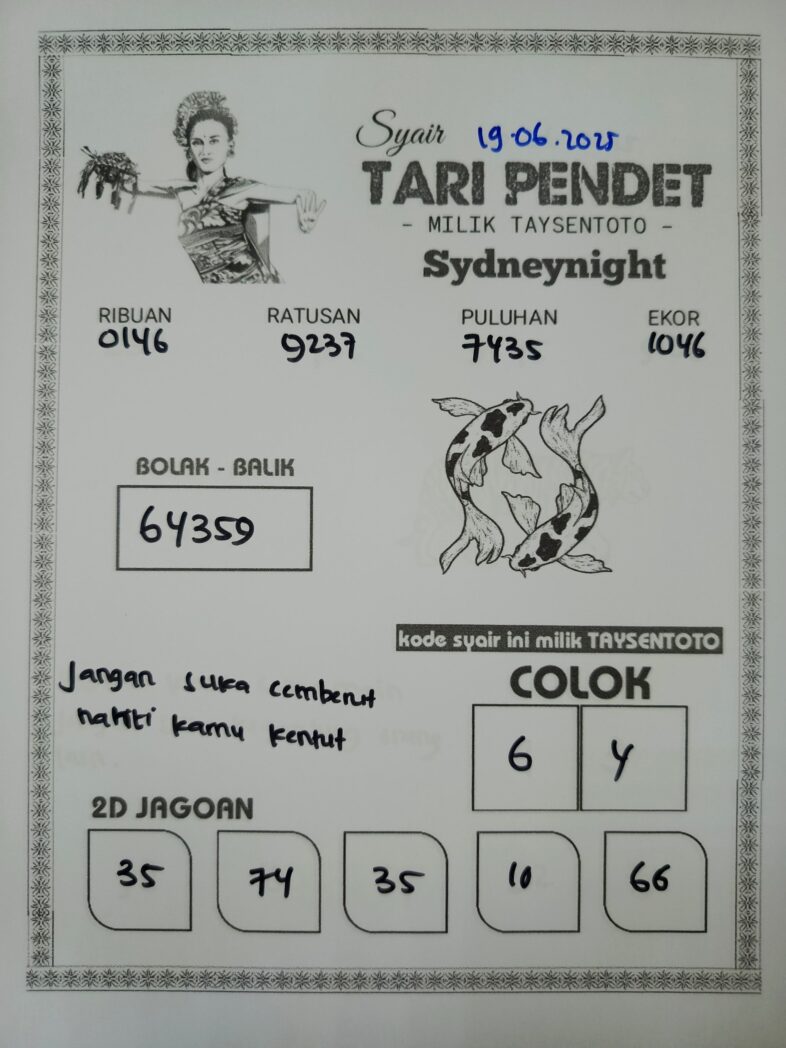 Syair 19.06.2025
TARI PENDET
- MILIK TAYSENTOTO -
Sydneynight
RIBUAN RATUSAN PULUHAN EKOR
0146 9237 7435 1046
BOLAK - BALIK
64359
kode syair ini milik TAYSENTOTO
Jangan suka cemberut
nakiti kamu kentut
COLOK
6 4
2D JAGOAN
35 74 35 10 66